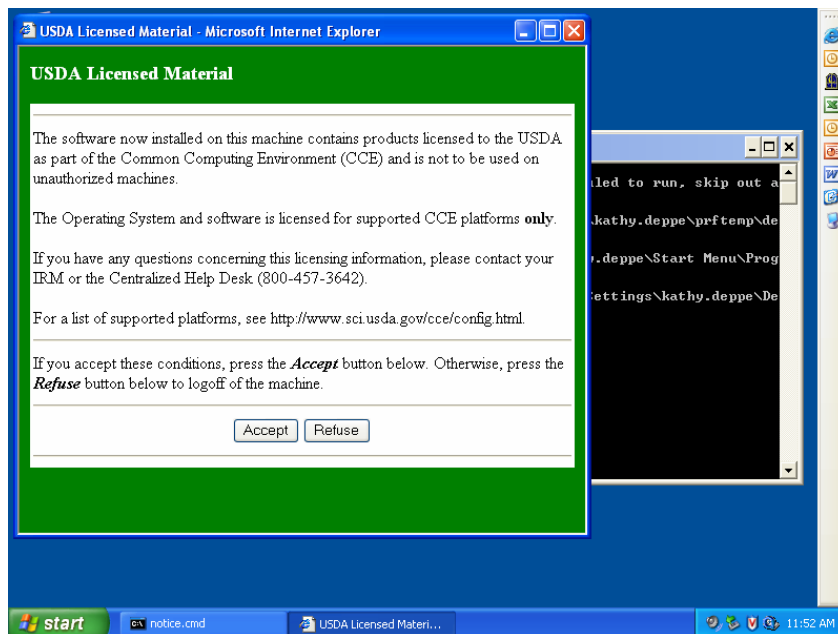 USDA Licensed Material - Microsoft Internet Explorer
USDA Licensed Material
The software now installed on this machine contains products licensed to the USDA
as part of the Common Computing Environment (CCE) and is not to be used on
unauthorized machines.
The Operating System and software is licensed for supported CCE platforms only.
If you have any questions concerning this licensing information, please contact your
IRM or the Centralized Help Desk (800-457-3642).
For a list of supported platforms, see http://www.sci.usda.gov/cce/config.html.
If you accept these conditions, press the Accept button below. Otherwise, press the
Refuse button below to logoff of the machine.
Accept Refuse
to run, skip out a
kathy.deppe\prftemp\de
.deppe\Start Menu\Prog
ettings\kathy.deppe\De
start notice.cmd USDA Licensed Materi... 11:52 AM